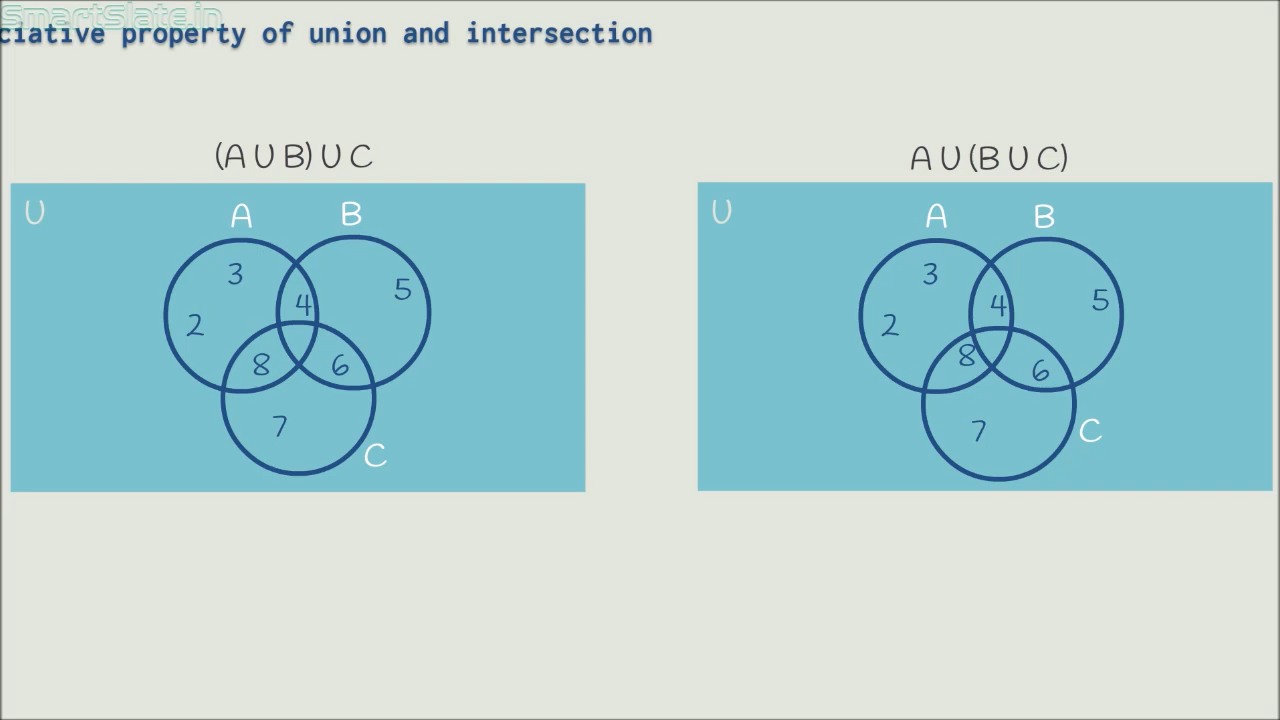 SmartSlate.in
ciative property of union and intersection
(A U B) U C
U
A
B
3
4
5
2
8
6
7
C
A U (B U C)
U
A
B
3
4
5
2
8
6
7
C